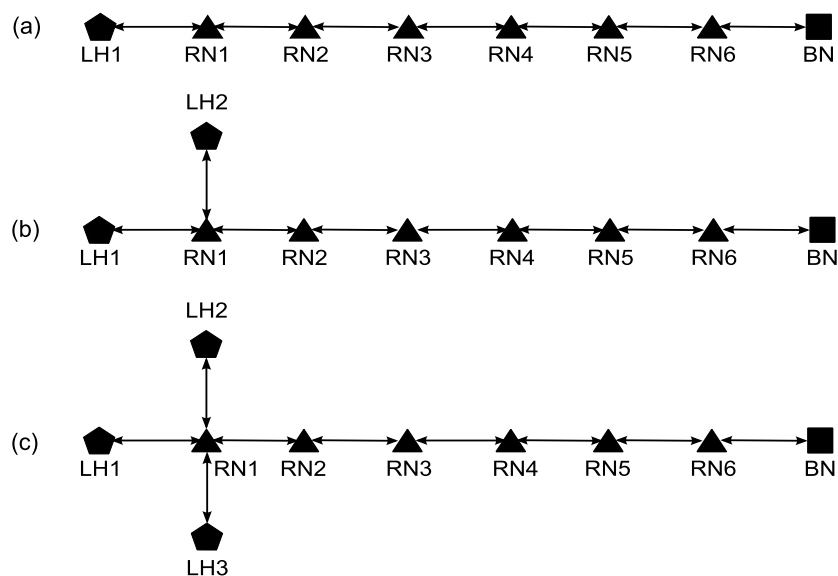 (a)
LH1 RN1 RN2 RN3 RN4 RN5 RN6 BN
LH2
(b)
LH1 RN1 RN2 RN3 RN4 RN5 RN6 BN
LH2
(c)
LH1 RN1 RN2 RN3 RN4 RN5 RN6 BN
LH3